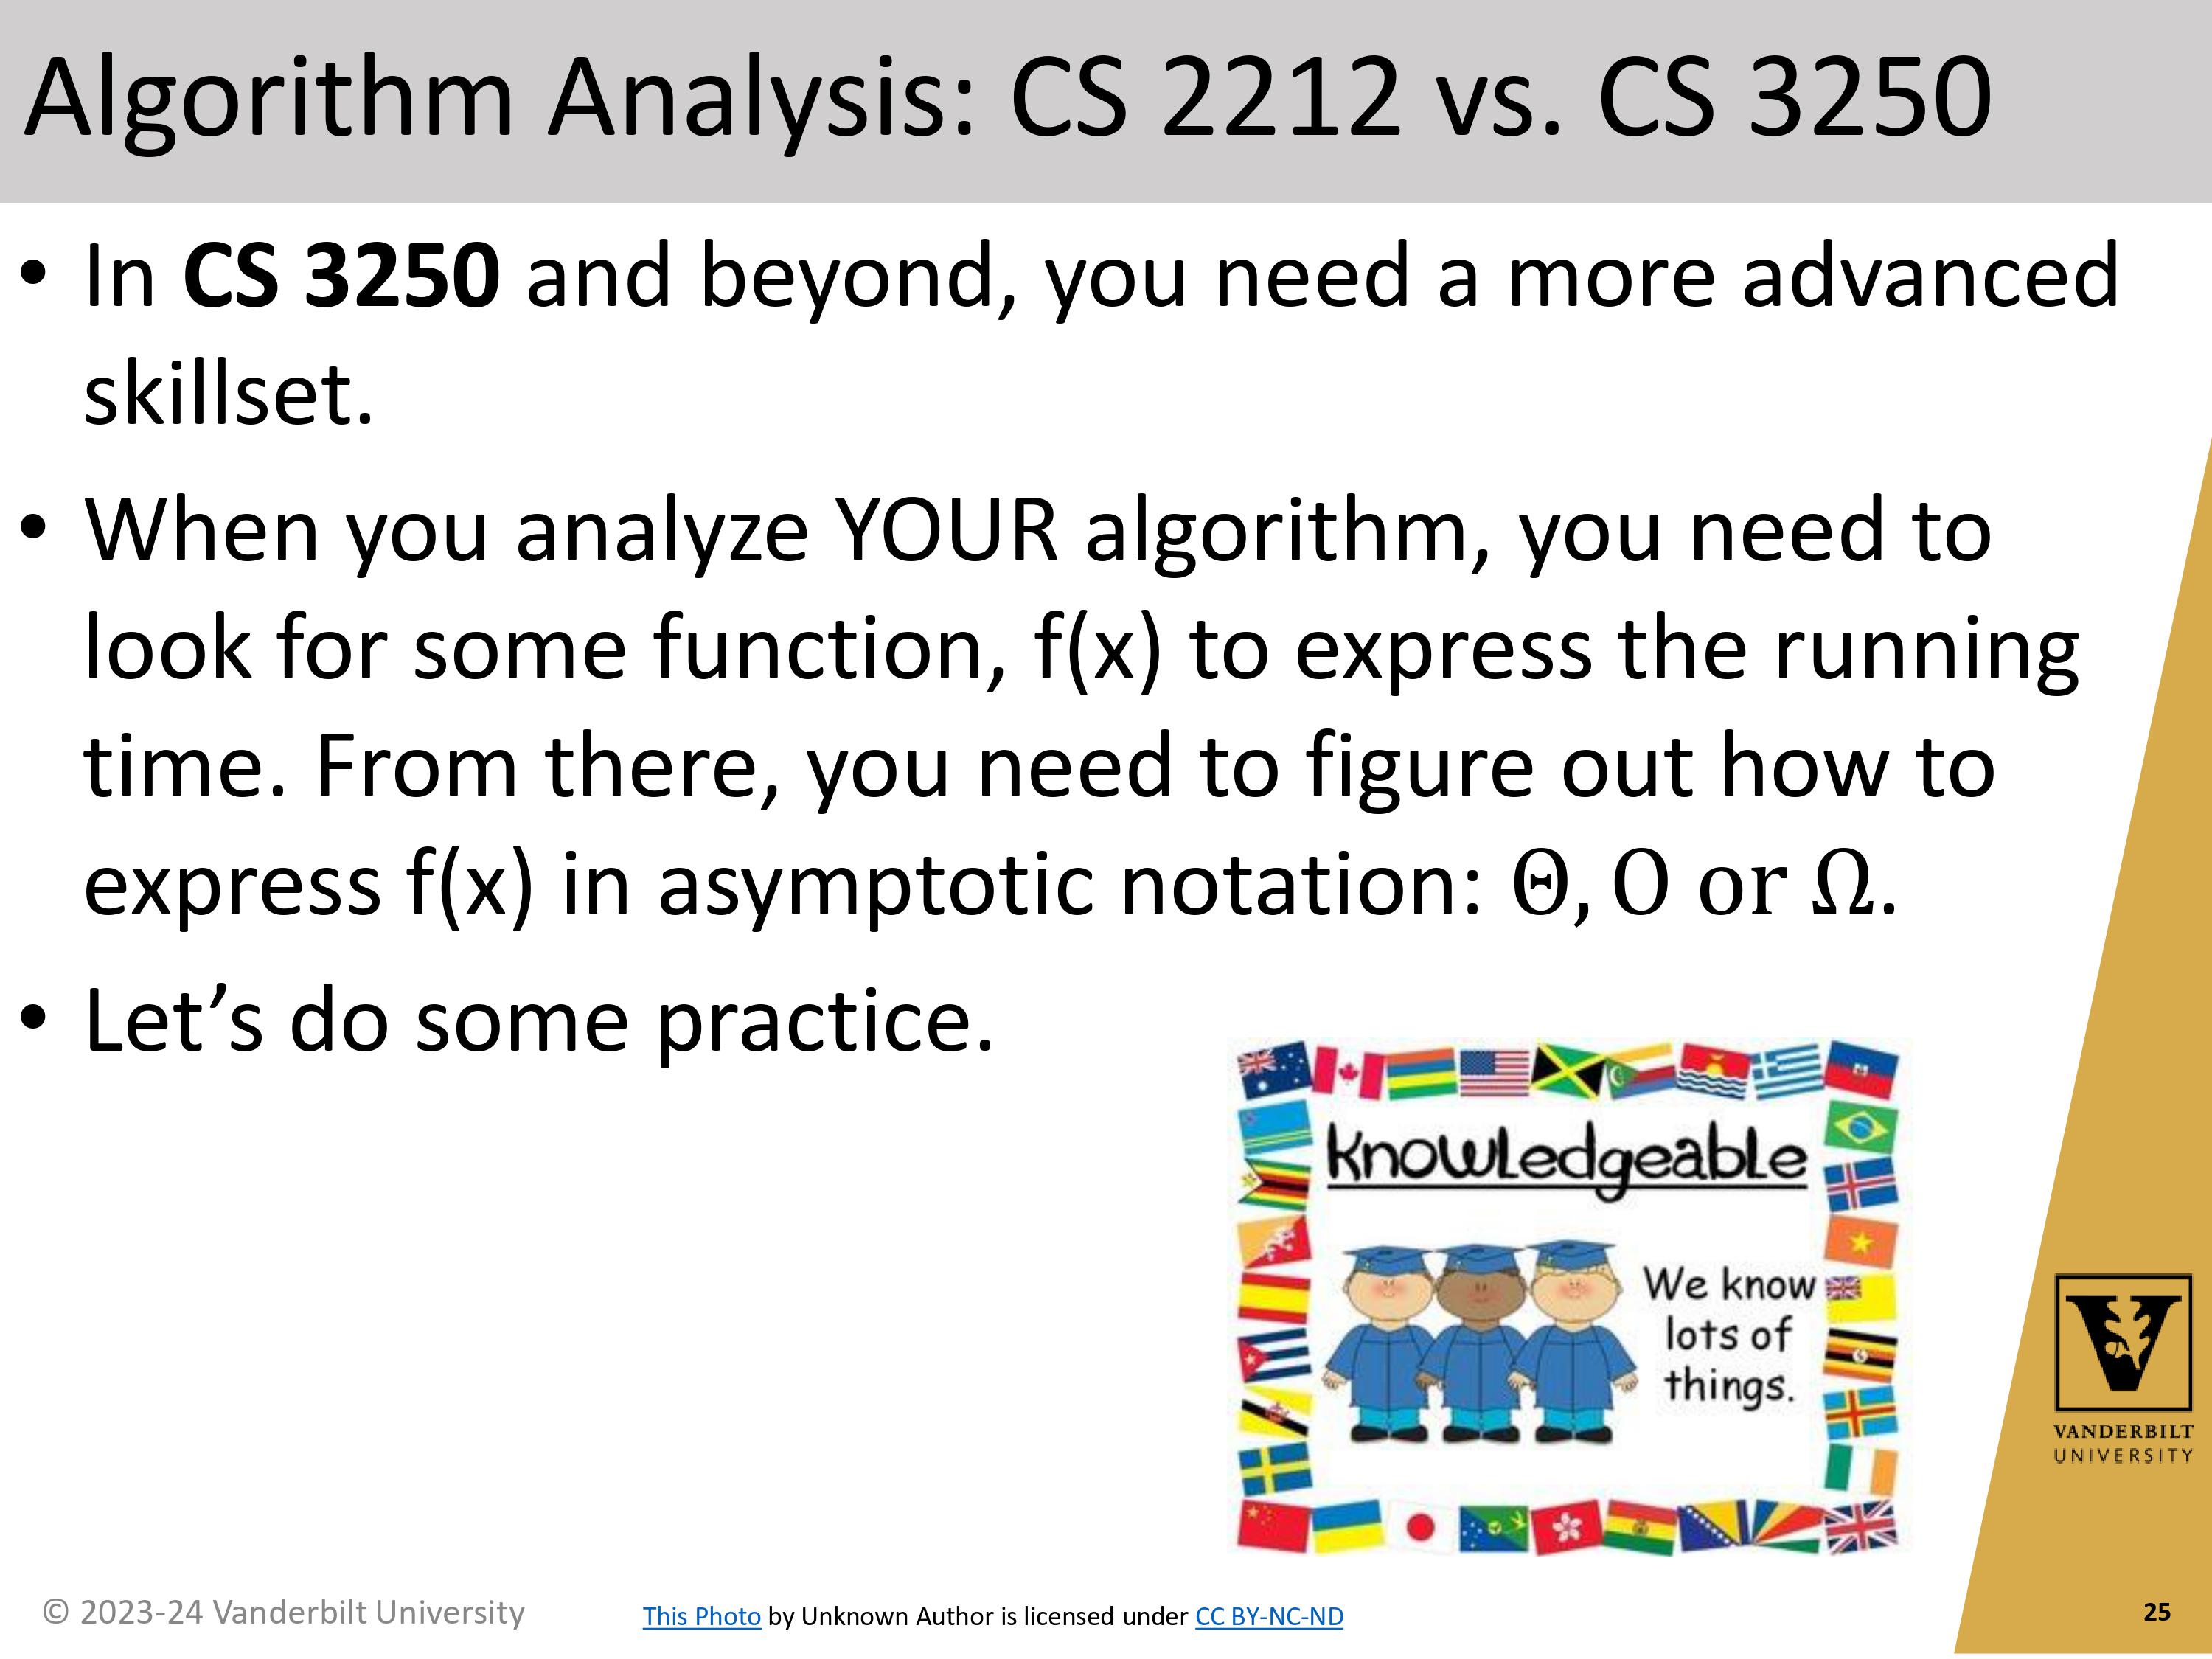 Algorithm Analysis: CS 2212 vs. CS 3250
• In CS 3250 and beyond, you need a more advanced
skillset.
• When you analyze YOUR algorithm, you need to
look for some function, f(x) to express the running
time. From there, you need to figure out how to
express f(x) in asymptotic notation: Θ, O or Ω.
• Let’s do some practice.
knowledgeable
We know
lots of
things.
V
VANDERBILT
UNIVERSITY
© 2023-24 Vanderbilt University
This Photo by Unknown Author is licensed under CC BY-NC-ND
25